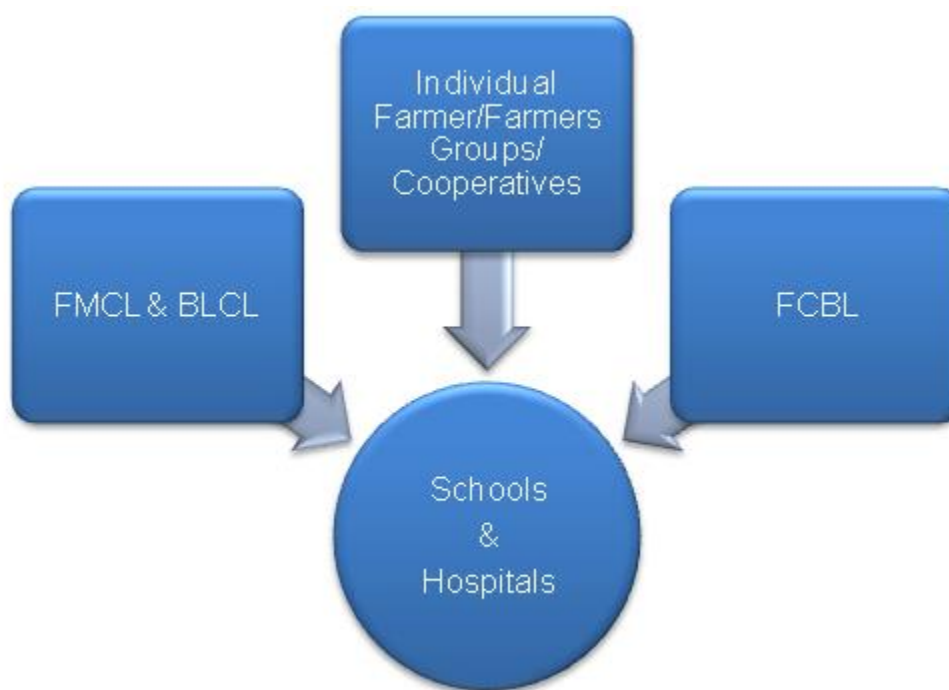 Individual
Farmer/Farmers
Groups/
Cooperatives
FMCL & BLCL
FCBL
Schools
&
Hospitals